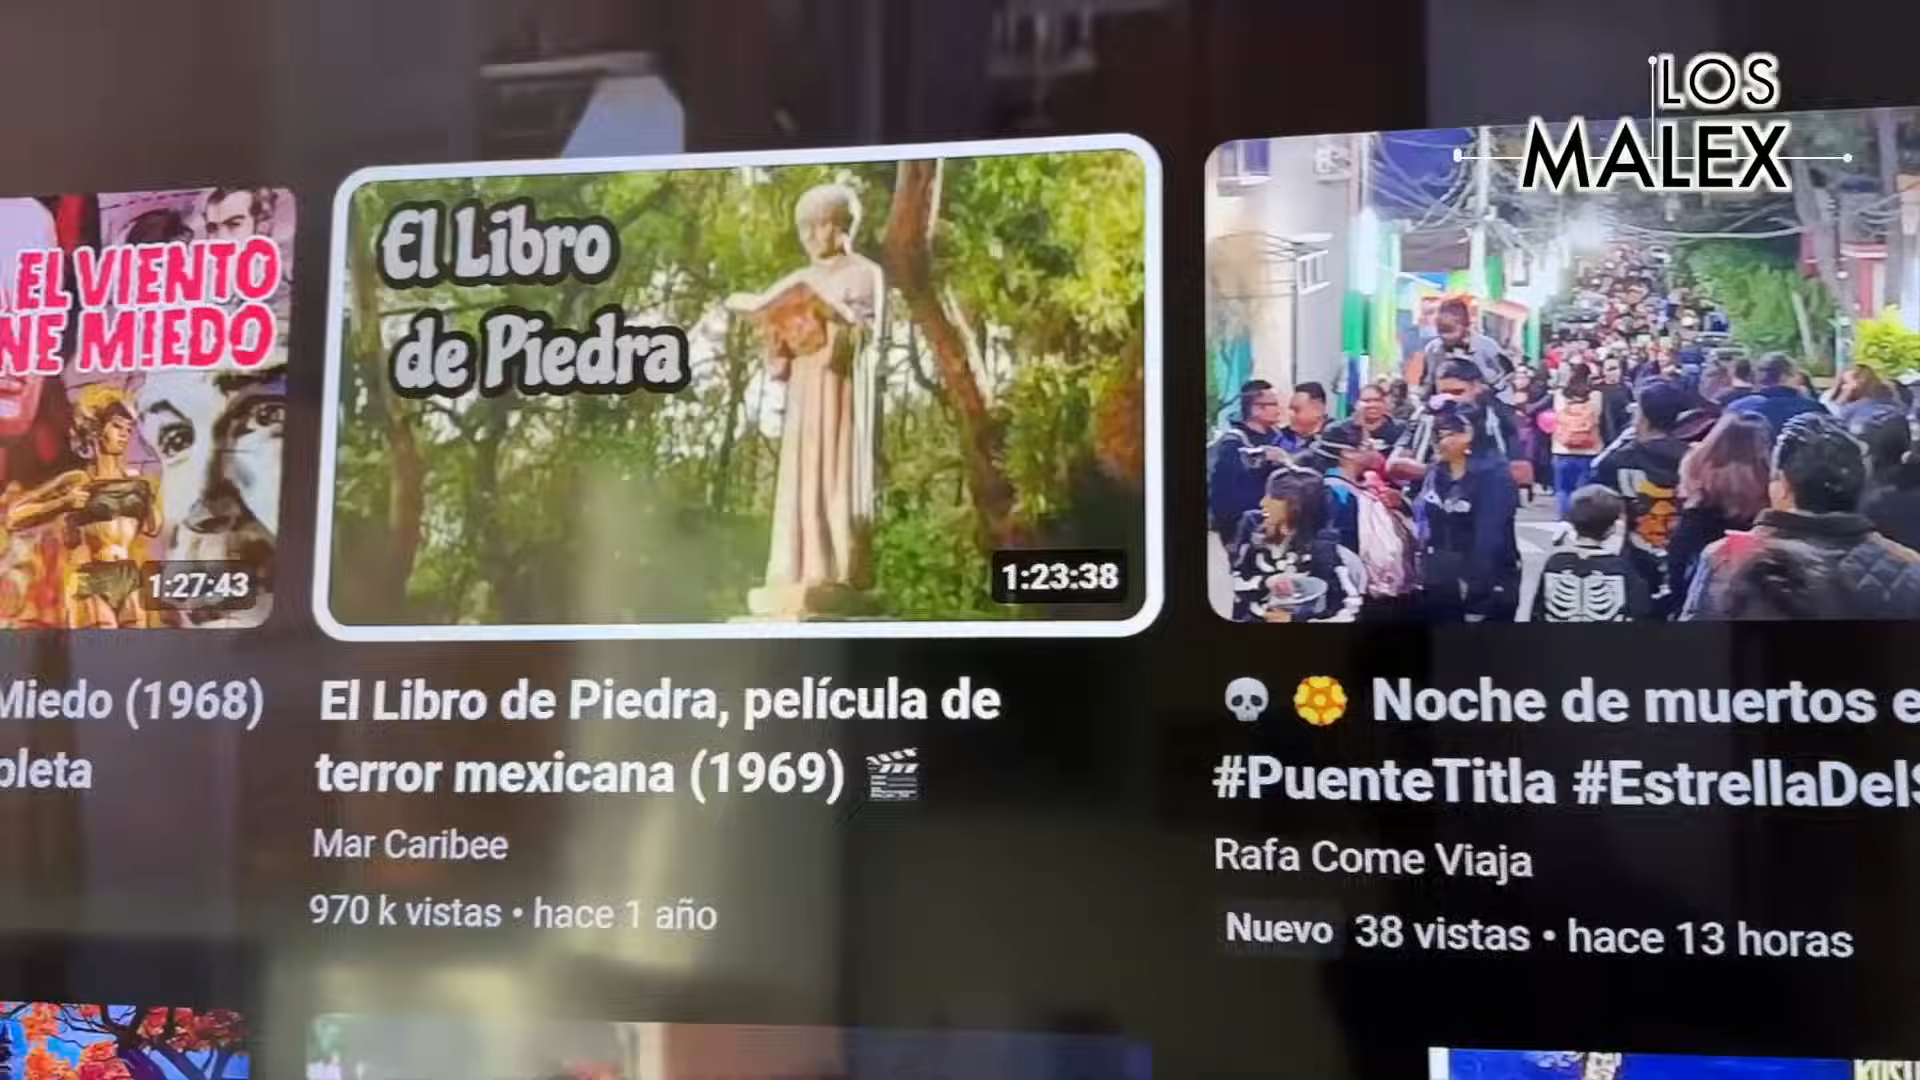 LOS
MALEX
EL VIENTO
NE MIEDO
1:27:43
Miedo (1968)
pleta
El Libro
de Piedra
1:23:38
El Libro de Piedra, película de
terror mexicana (1969) 🎬
Mar Caribee
970 k vistas • hace 1 año
💀 🏵️ Noche de muertos e
#PuenteTitla #EstrellaDelS
Rafa Come Viaja
Nuevo 38 vistas • hace 13 horas